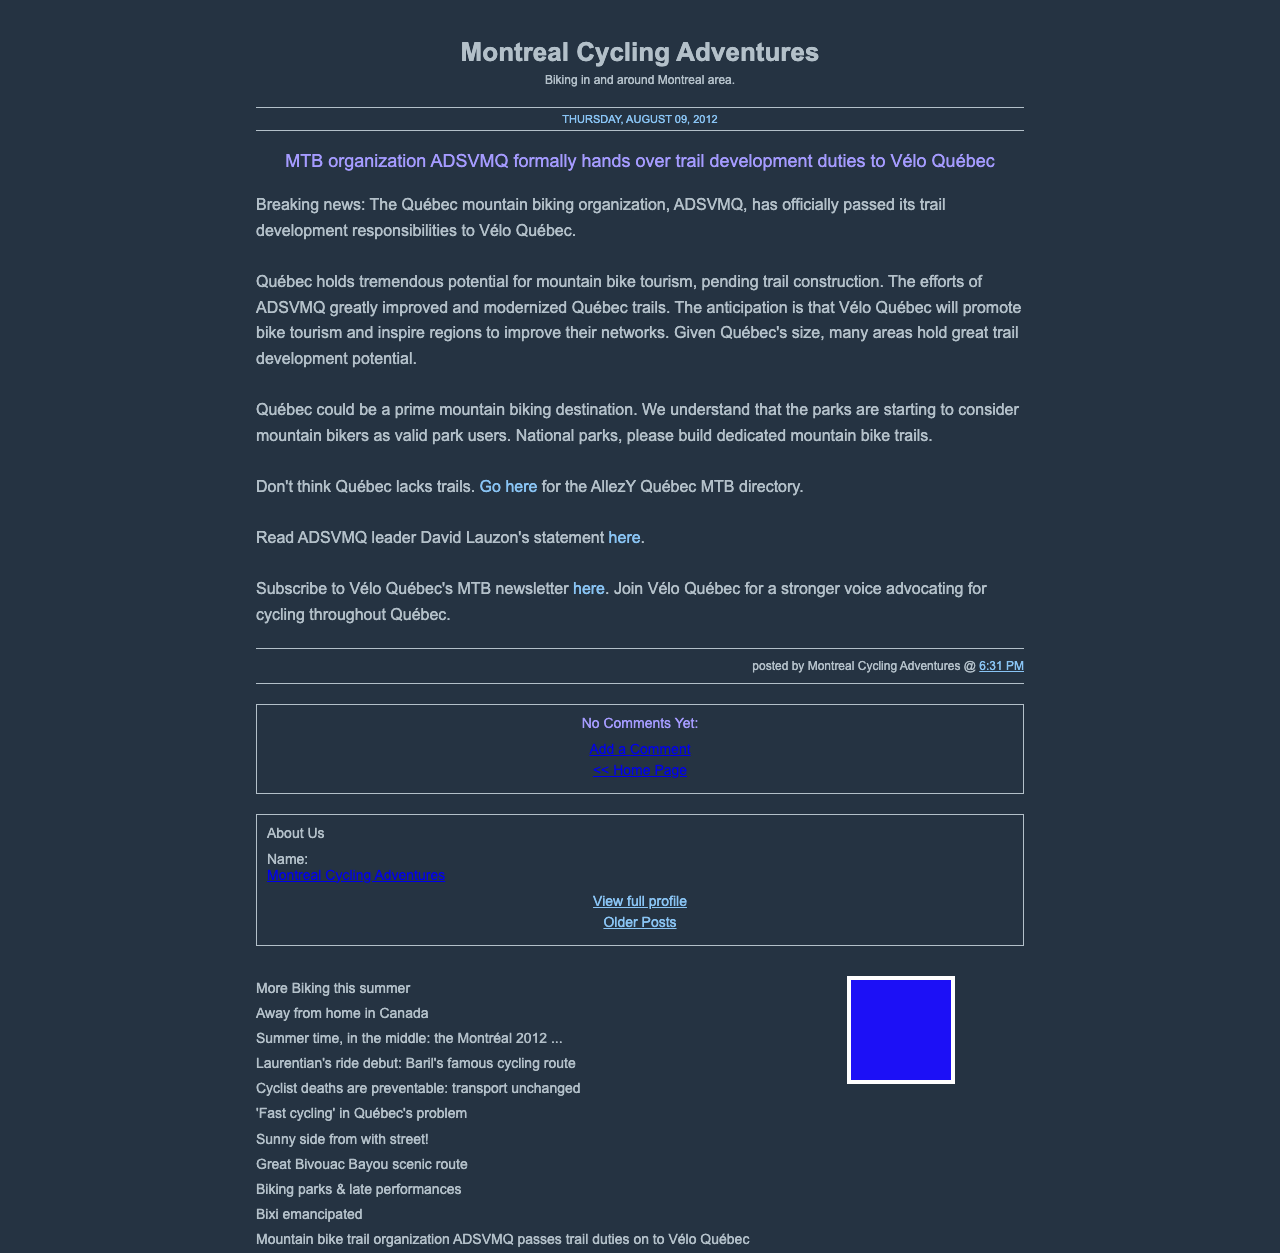 Montreal Cycling Adventures
Biking in and around Montreal area.
THURSDAY, AUGUST 09, 2012
MTB organization ADSVMQ formally hands over trail development duties to Vélo Québec
Breaking news: The Québec mountain biking organization, ADSVMQ, has officially passed its trail
development responsibilities to Vélo Québec.
Québec holds tremendous potential for mountain bike tourism, pending trail construction. The efforts of
ADSVMQ greatly improved and modernized Québec trails. The anticipation is that Vélo Québec will promote
bike tourism and inspire regions to improve their networks. Given Québec's size, many areas hold great trail
development potential.
Québec could be a prime mountain biking destination. We understand that the parks are starting to consider
mountain bikers as valid park users. National parks, please build dedicated mountain bike trails.
Don't think Québec lacks trails. Go here for the AllezY Québec MTB directory.
Read ADSVMQ leader David Lauzon's statement here.
Subscribe to Vélo Québec's MTB newsletter here. Join Vélo Québec for a stronger voice advocating for
cycling throughout Québec.
posted by Montreal Cycling Adventures @ 6:31 PM
No Comments Yet:
Add a Comment
<< Home Page
About Us
Name:
Montreal Cycling Adventures
View full profile
Older Posts
More Biking this summer
Away from home in Canada
Summer time, in the middle: the Montréal 2012 ...
Laurentian's ride debut: Baril's famous cycling route
Cyclist deaths are preventable: transport unchanged
'Fast cycling' in Québec's problem
Sunny side from with street!
Great Bivouac Bayou scenic route
Biking parks & late performances
Bixi emancipated
Mountain bike trail organization ADSVMQ passes trail duties on to Vélo Québec